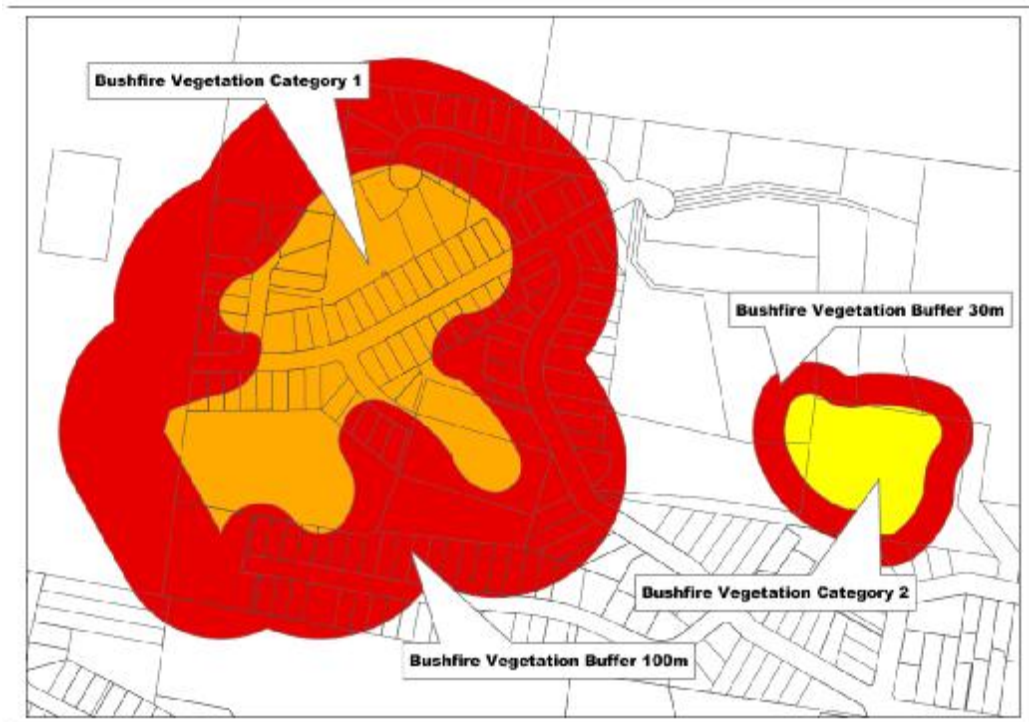 Bushfire Vegetation Category 1
Bushfire Vegetation Buffer 30m
Bushfire Vegetation Category 2
Bushfire Vegetation Buffer 100m